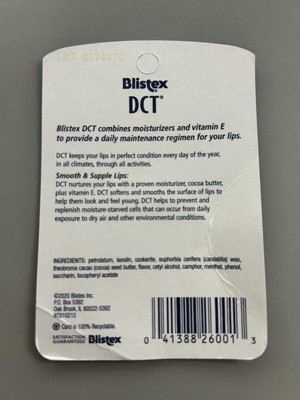 Blistex
DCT®
Blistex DCT combines moisturizers and vitamin E
to provide a daily maintenance regimen for your lips.
DCT keeps your lips in perfect condition every day of the year,
in all climates, through all activities.
Smooth & Supple Lips:
DCT nurtures your lips with a proven moisturizer, cocoa butter,
plus vitamin E. DCT softens and smooths the surface of lips to
help them look and feel young. DCT helps to prevent and
replenish moisture-starved cells that can occur from daily
exposure to dry air and other environmental conditions.
INGREDIENTS: petrolatum, lanolin, ozokerite, euphorbia cerifera (candelilla) wax,
theobroma cacao (cocoa) seed butter, flavor, cetyl alcohol, camphor, menthol, phenol,
saccharin, tocopheryl acetate
©2020 Blistex Inc.
P.O. Box 5392
Oak Brook, IL 60522-5392
Card is 100% Recyclable.
SATISFACTION
GUARANTEED Blistex
0 41388 26001 3